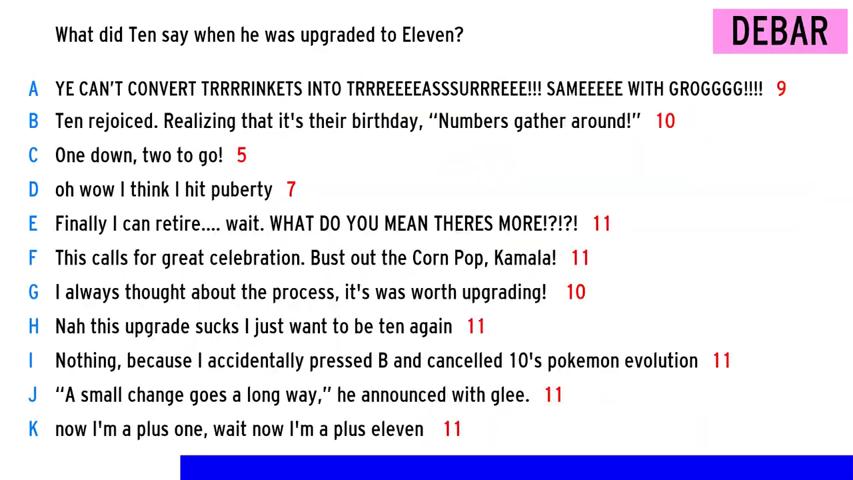 What did Ten say when he was upgraded to Eleven?
DEBAR
A YE CAN'T CONVERT TRRRRINKETS INTO TRRREEEEASSSURRREEE!!! SAMEEEEE WITH GROGGGG!!!! 9
B Ten rejoiced. Realizing that it's their birthday, “Numbers gather around!” 10
C One down, two to go! 5
D oh wow I think I hit puberty 7
E Finally I can retire.... wait. WHAT DO YOU MEAN THERES MORE!?!?! 11
F This calls for great celebration. Bust out the Corn Pop, Kamala! 11
G I always thought about the process, it's was worth upgrading! 10
H Nah this upgrade sucks I just want to be ten again 11
I Nothing, because I accidentally pressed B and cancelled 10's pokemon evolution 11
J “A small change goes a long way,” he announced with glee. 11
K now I'm a plus one, wait now I'm a plus eleven 11